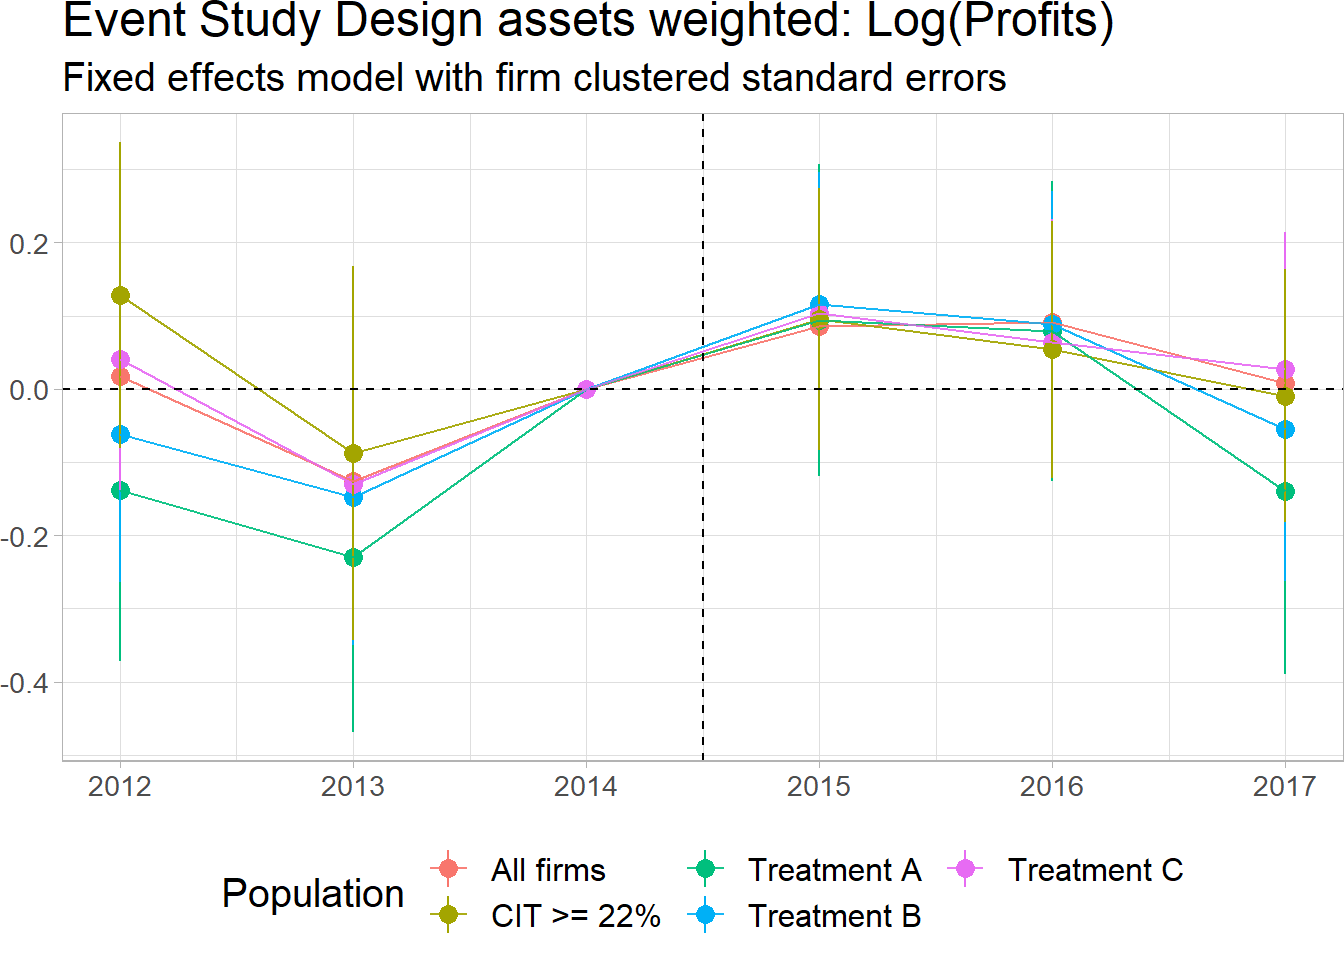 Event Study Design assets weighted: Log(Profits)
Fixed effects model with firm clustered standard errors
0.2
0.0
-0.2
-0.4
2012 2013 2014 2015 2016 2017
Population
All firms Treatment A Treatment C
CIT >= 22% Treatment B